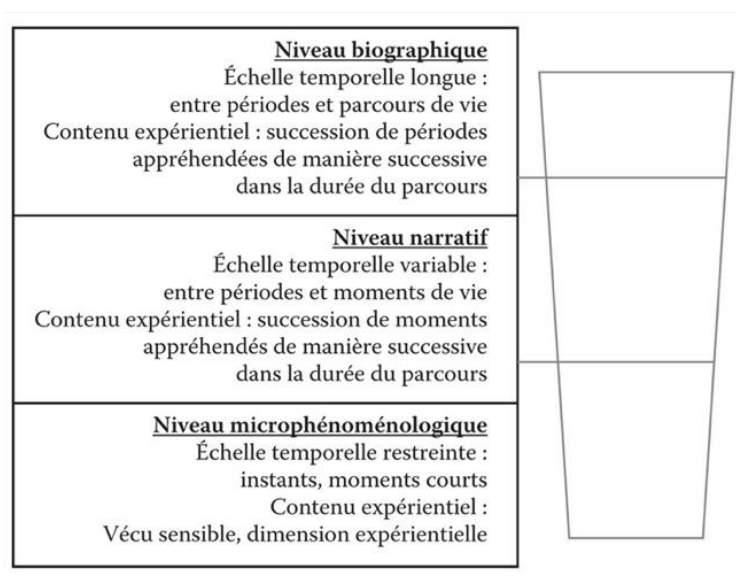 Niveau biographique
Échelle temporelle longue :
entre périodes et parcours de vie
Contenu expérientiel : succession de périodes
appréhendées de manière successive
dans la durée du parcours
Niveau narratif
Échelle temporelle variable :
entre périodes et moments de vie
Contenu expérientiel : succession de moments
appréhendés de manière successive
dans la durée du parcours
Niveau microphénoménologique
Échelle temporelle restreinte :
instants, moments courts
Contenu expérientiel :
Vécu sensible, dimension expérientielle